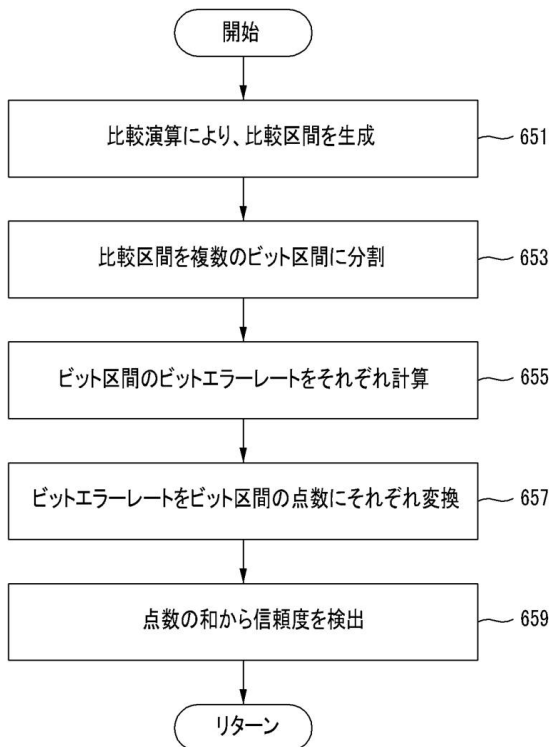 開始
比較演算により、比較区間を生成
651
比較区間を複数のビット区間に分割
653
ビット区間のビットエラーレートをそれぞれ計算
655
ビットエラーレートをビット区間の点数にそれぞれ変換
657
点数の和から信頼度を検出
659
リターン